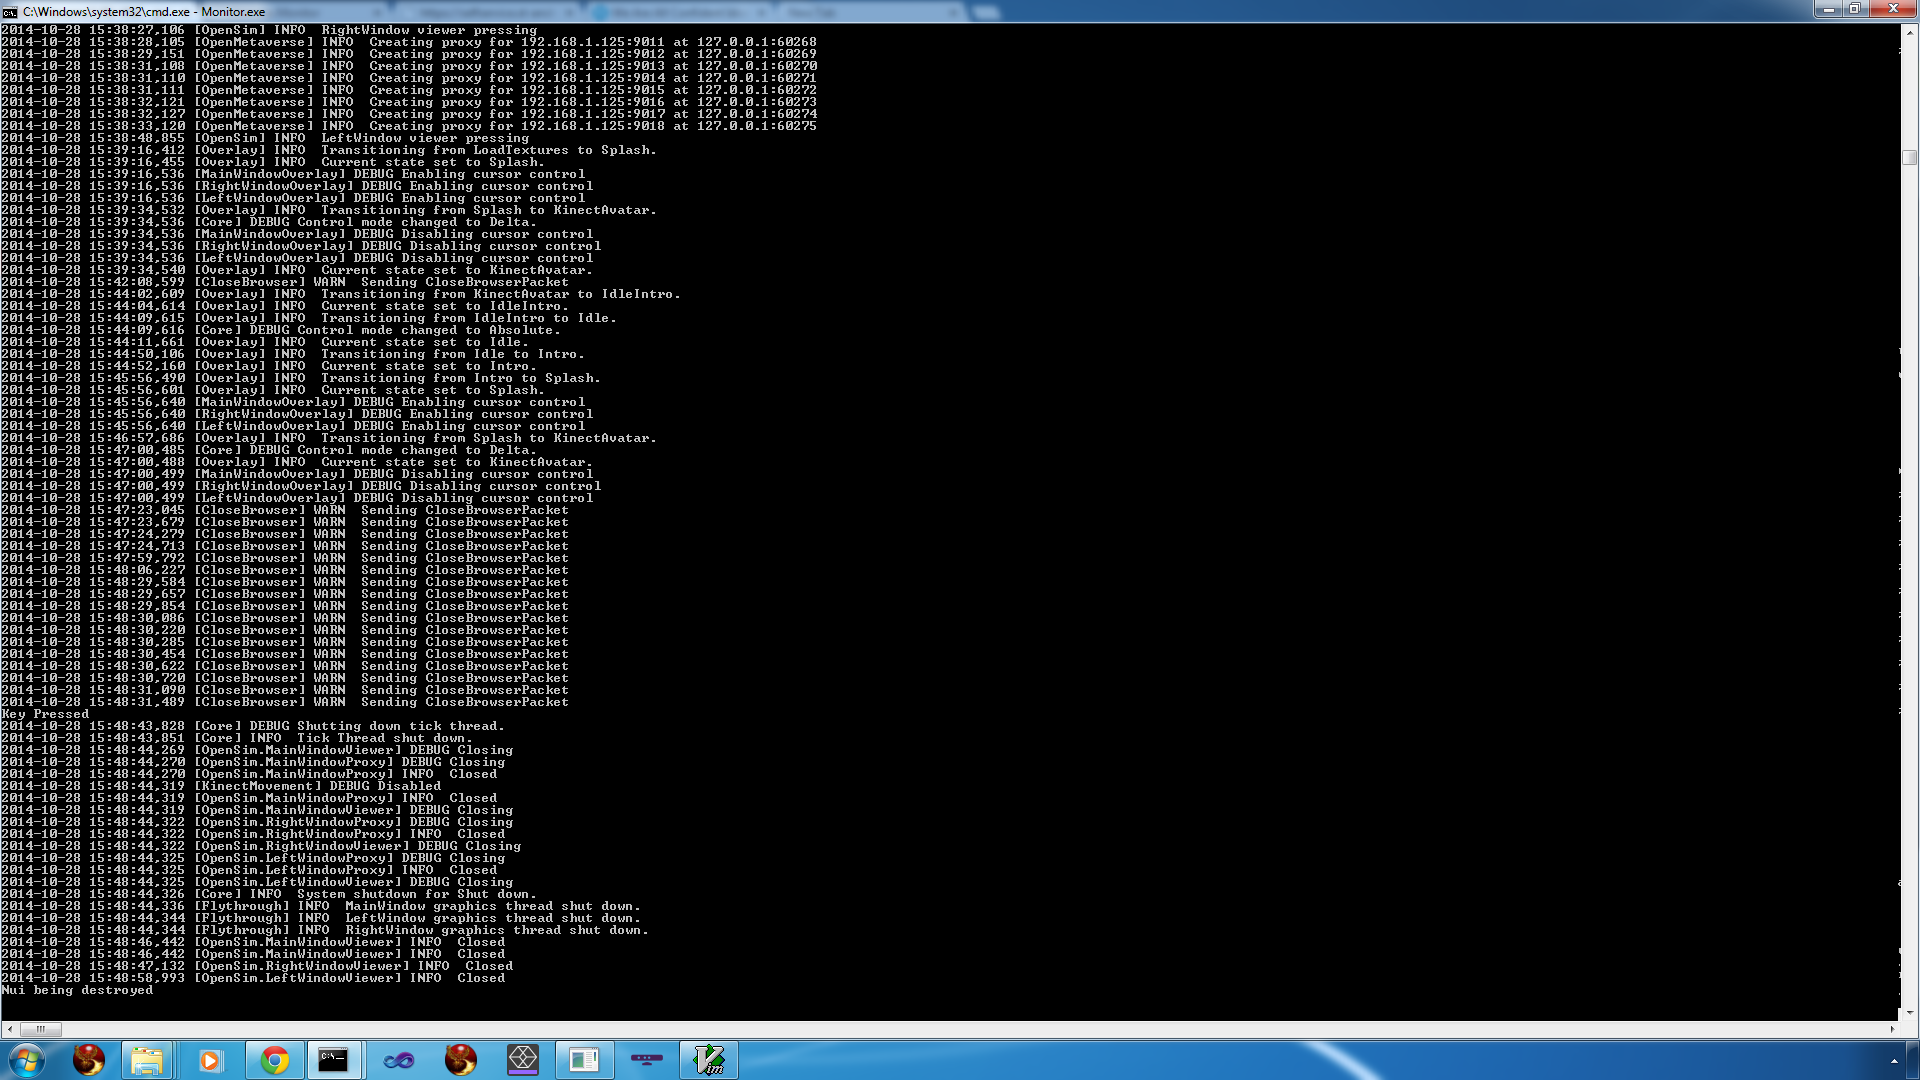 C:\Windows\system32\cmd.exe - Monitor.exe
2014-10-28 15:38:27,106 [OpenSim] INFO  RightWindow viewer pressing
2014-10-28 15:38:28,105 [OpenMetaverse] INFO  Creating proxy for 192.168.1.125:9011 at 127.0.0.1:60268
2014-10-28 15:38:29,151 [OpenMetaverse] INFO  Creating proxy for 192.168.1.125:9012 at 127.0.0.1:60269
2014-10-28 15:38:31,108 [OpenMetaverse] INFO  Creating proxy for 192.168.1.125:9013 at 127.0.0.1:60270
2014-10-28 15:38:31,110 [OpenMetaverse] INFO  Creating proxy for 192.168.1.125:9014 at 127.0.0.1:60271
2014-10-28 15:38:31,111 [OpenMetaverse] INFO  Creating proxy for 192.168.1.125:9015 at 127.0.0.1:60272
2014-10-28 15:38:32,121 [OpenMetaverse] INFO  Creating proxy for 192.168.1.125:9016 at 127.0.0.1:60273
2014-10-28 15:38:32,127 [OpenMetaverse] INFO  Creating proxy for 192.168.1.125:9017 at 127.0.0.1:60274
2014-10-28 15:38:33,120 [OpenMetaverse] INFO  Creating proxy for 192.168.1.125:9018 at 127.0.0.1:60275
2014-10-28 15:38:48,855 [OpenSim] INFO  LeftWindow viewer pressing
2014-10-28 15:39:16,412 [Overlay] INFO  Transitioning from LoadTextures to Splash.
2014-10-28 15:39:16,455 [Overlay] INFO  Current state set to Splash.
2014-10-28 15:39:16,536 [MainWindowOverlay] DEBUG Enabling cursor control
2014-10-28 15:39:16,536 [RightWindowOverlay] DEBUG Enabling cursor control
2014-10-28 15:39:16,536 [LeftWindowOverlay] DEBUG Enabling cursor control
2014-10-28 15:39:34,532 [Overlay] INFO  Transitioning from Splash to KinectAvatar.
2014-10-28 15:39:34,536 [Core] DEBUG Control mode changed to Delta.
2014-10-28 15:39:34,536 [MainWindowOverlay] DEBUG Disabling cursor control
2014-10-28 15:39:34,536 [RightWindowOverlay] DEBUG Disabling cursor control
2014-10-28 15:39:34,536 [LeftWindowOverlay] DEBUG Disabling cursor control
2014-10-28 15:39:34,540 [Overlay] INFO  Current state set to KinectAvatar.
2014-10-28 15:42:08,599 [CloseBrowser] WARN  Sending CloseBrowserPacket
2014-10-28 15:44:02,609 [Overlay] INFO  Transitioning from KinectAvatar to IdleIntro.
2014-10-28 15:44:04,614 [Overlay] INFO  Current state set to IdleIntro.
2014-10-28 15:44:09,615 [Overlay] INFO  Transitioning from IdleIntro to Idle.
2014-10-28 15:44:09,616 [Core] DEBUG Control mode changed to Absolute.
2014-10-28 15:44:11,661 [Overlay] INFO  Current state set to Idle.
2014-10-28 15:44:50,106 [Overlay] INFO  Transitioning from Idle to Intro.
2014-10-28 15:44:52,160 [Overlay] INFO  Current state set to Intro.
2014-10-28 15:45:56,490 [Overlay] INFO  Transitioning from Intro to Splash.
2014-10-28 15:45:56,601 [Overlay] INFO  Current state set to Splash.
2014-10-28 15:45:56,640 [MainWindowOverlay] DEBUG Enabling cursor control
2014-10-28 15:45:56,640 [RightWindowOverlay] DEBUG Enabling cursor control
2014-10-28 15:45:56,640 [LeftWindowOverlay] DEBUG Enabling cursor control
2014-10-28 15:46:57,686 [Overlay] INFO  Transitioning from Splash to KinectAvatar.
2014-10-28 15:47:00,485 [Core] DEBUG Control mode changed to Delta.
2014-10-28 15:47:00,488 [Overlay] INFO  Current state set to KinectAvatar.
2014-10-28 15:47:00,499 [MainWindowOverlay] DEBUG Disabling cursor control
2014-10-28 15:47:00,499 [RightWindowOverlay] DEBUG Disabling cursor control
2014-10-28 15:47:00,499 [LeftWindowOverlay] DEBUG Disabling cursor control
2014-10-28 15:47:23,045 [CloseBrowser] WARN  Sending CloseBrowserPacket
2014-10-28 15:47:23,679 [CloseBrowser] WARN  Sending CloseBrowserPacket
2014-10-28 15:47:24,279 [CloseBrowser] WARN  Sending CloseBrowserPacket
2014-10-28 15:47:24,713 [CloseBrowser] WARN  Sending CloseBrowserPacket
2014-10-28 15:47:59,792 [CloseBrowser] WARN  Sending CloseBrowserPacket
2014-10-28 15:48:06,227 [CloseBrowser] WARN  Sending CloseBrowserPacket
2014-10-28 15:48:29,584 [CloseBrowser] WARN  Sending CloseBrowserPacket
2014-10-28 15:48:29,657 [CloseBrowser] WARN  Sending CloseBrowserPacket
2014-10-28 15:48:29,854 [CloseBrowser] WARN  Sending CloseBrowserPacket
2014-10-28 15:48:30,086 [CloseBrowser] WARN  Sending CloseBrowserPacket
2014-10-28 15:48:30,220 [CloseBrowser] WARN  Sending CloseBrowserPacket
2014-10-28 15:48:30,285 [CloseBrowser] WARN  Sending CloseBrowserPacket
2014-10-28 15:48:30,454 [CloseBrowser] WARN  Sending CloseBrowserPacket
2014-10-28 15:48:30,622 [CloseBrowser] WARN  Sending CloseBrowserPacket
2014-10-28 15:48:30,720 [CloseBrowser] WARN  Sending CloseBrowserPacket
2014-10-28 15:48:31,090 [CloseBrowser] WARN  Sending CloseBrowserPacket
2014-10-28 15:48:31,489 [CloseBrowser] WARN  Sending CloseBrowserPacket
Key Pressed
2014-10-28 15:48:43,828 [Core] DEBUG Shutting down tick thread.
2014-10-28 15:48:43,851 [Core] INFO  Tick Thread shut down.
2014-10-28 15:48:44,269 [OpenSim.MainWindowViewer] DEBUG Closing
2014-10-28 15:48:44,270 [OpenSim.MainWindowProxy] DEBUG Closing
2014-10-28 15:48:44,270 [OpenSim.MainWindowProxy] INFO  Closed
2014-10-28 15:48:44,319 [KinectMovement] DEBUG Disabled
2014-10-28 15:48:44,319 [OpenSim.MainWindowProxy] INFO  Closed
2014-10-28 15:48:44,319 [OpenSim.MainWindowViewer] DEBUG Closing
2014-10-28 15:48:44,322 [OpenSim.RightWindowProxy] DEBUG Closing
2014-10-28 15:48:44,322 [OpenSim.RightWindowProxy] INFO  Closed
2014-10-28 15:48:44,322 [OpenSim.RightWindowViewer] DEBUG Closing
2014-10-28 15:48:44,325 [OpenSim.LeftWindowProxy] DEBUG Closing
2014-10-28 15:48:44,325 [OpenSim.LeftWindowProxy] INFO  Closed
2014-10-28 15:48:44,325 [OpenSim.LeftWindowViewer] DEBUG Closing
2014-10-28 15:48:44,326 [Core] INFO  System shutdown for Shut down.
2014-10-28 15:48:44,336 [Flythrough] INFO  MainWindow graphics thread shut down.
2014-10-28 15:48:44,344 [Flythrough] INFO  LeftWindow graphics thread shut down.
2014-10-28 15:48:44,344 [Flythrough] INFO  RightWindow graphics thread shut down.
2014-10-28 15:48:46,442 [OpenSim.MainWindowViewer] INFO  Closed
2014-10-28 15:48:46,442 [OpenSim.MainWindowViewer] INFO  Closed
2014-10-28 15:48:47,132 [OpenSim.RightWindowViewer] INFO  Closed
2014-10-28 15:48:58,993 [OpenSim.LeftWindowViewer] INFO  Closed
Nui being destroyed
C:\_
Vim